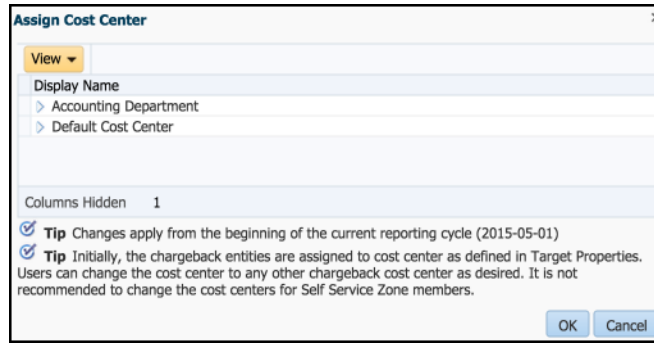 Assign Cost Center
View
Display Name
Accounting Department
Default Cost Center
Columns Hidden 1
Tip Changes apply from the beginning of the current reporting cycle (2015-05-01)
Tip Initially, the chargeback entities are assigned to cost center as defined in Target Properties.
Users can change the cost center to any other chargeback cost center as desired. It is not
recommended to change the cost centers for Self Service Zone members.
OK Cancel